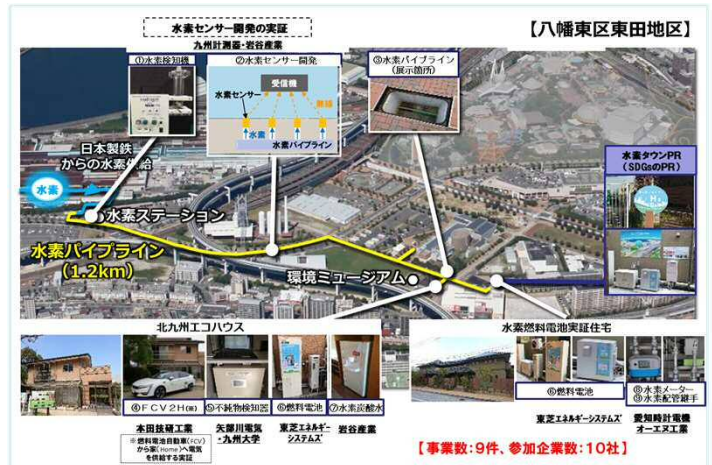 水素センサー開発の実証
九州計測器・岩谷産業
【八幡東区東田地区】
①水素検知機
②水素センサー開発
受信機
水素センサー
無線
水素
水素パイプライン
③水素パイプライン
(展示箇所)
日本製鉄
からの水素供給
水素
水素ステーション
水素パイプライン
(1.2km)
環境ミュージアム
水素タウンPR
(SDGsのPR)
北九州エコハウス
④FCV2H(車)
本田技研工業
※燃料電池自動車(FCV)
から家(Home)へ電気
を供給する実証
⑤不純物検知器
矢部川電気
・九州大学
⑥燃料電池
東芝エネルギー
システムズ
⑦水素炭酸水
岩谷産業
水素燃料電池実証住宅
⑥燃料電池
東芝エネルギーシステムズ
⑧水素メーター
⑨水素配管継手
愛知時計電機
オーエヌ工業
【事業数:9件、参加企業数:10社】